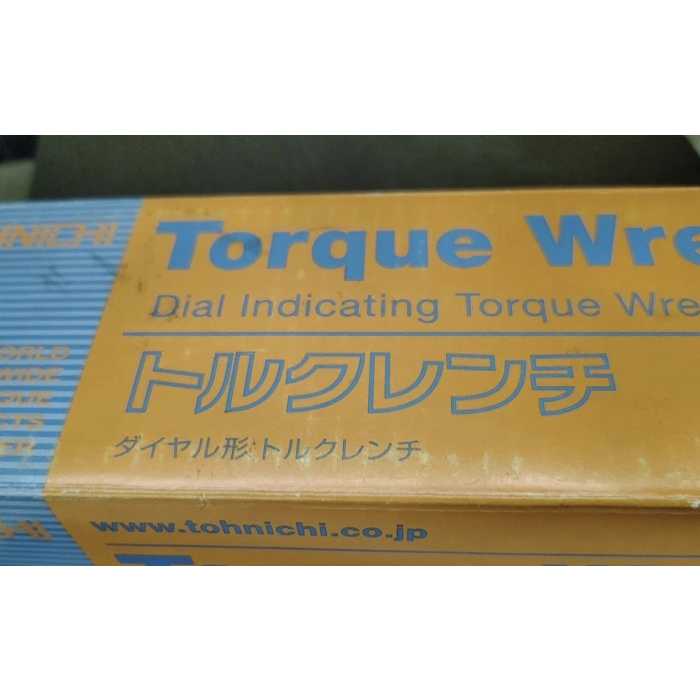 HNICHI
Torque Wre
Dial Indicating Torque Wre
トルクレンチ
ダイヤル形トルクレンチ
www.tohnichi.co.jp